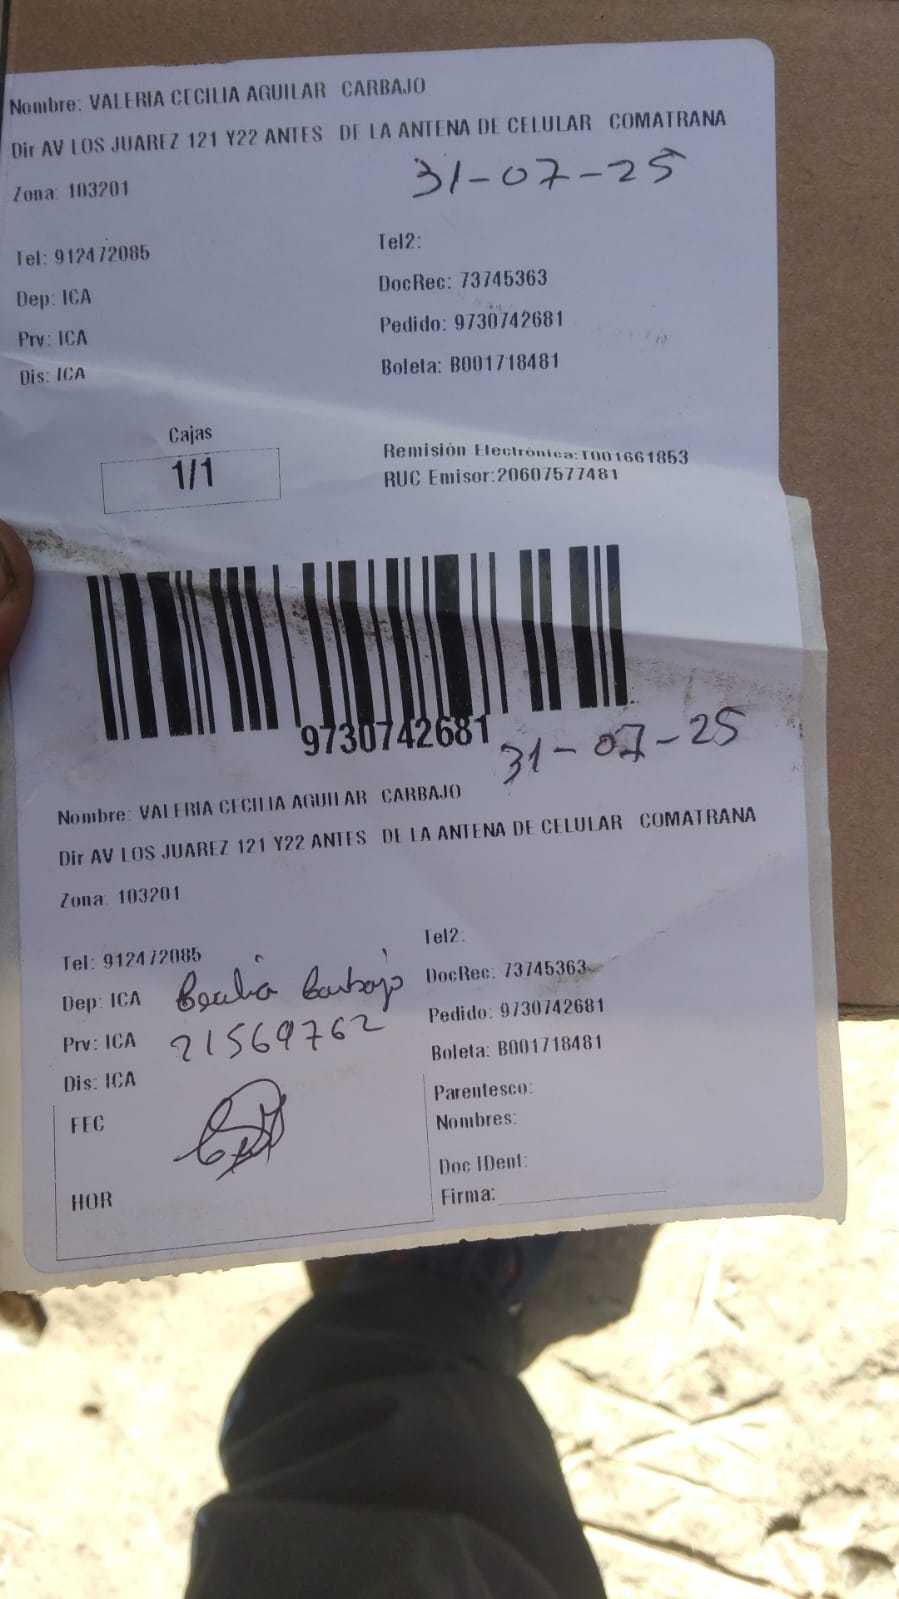 Nombre: VALERIA CECILIA AGUILAR CARBAJO
Dir AV LOS JUAREZ 121 Y22 ANTES DE LA ANTENA DE CELULAR COMATRANA
31-07-25
Zona: 103201
Tel: 912472085
Tel2:
Dep: ICA
DocRec: 73745363
Prv: ICA
Pedido: 9730742681
Dis: ICA
Boleta: B001718481
Cajas
1/1
Remisión Electrónica:T001661853
RUC Emisor:20607577481
9730742681
31-07-25
Nombre: VALERIA CECILIA AGUILAR CARBAJO
Dir AV LOS JUAREZ 121 Y22 ANTES DE LA ANTENA DE CELULAR COMATRANA
Zona: 103201
Tel: 912472085
Tel2:
Dep: ICA
Cecilia Carbajo
DocRec: 73745363
Prv: ICA
21569762
Pedido: 9730742681
Dis: ICA
Boleta: B001718481
FEC
Parentesco:
Nombres:
Doc IDent:
HOR
Firma: